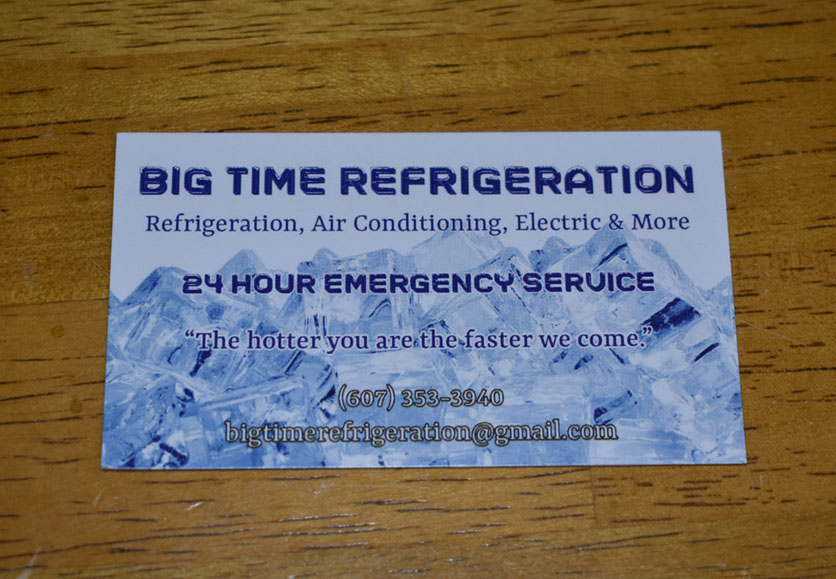 BIG TIME REFRIGERATION
Refrigeration, Air Conditioning, Electric & More
24 HOUR EMERGENCY SERVICE
“The hotter you are the faster we come.”
(607) 353-3940
bigtimerefrigeration@gmail.com